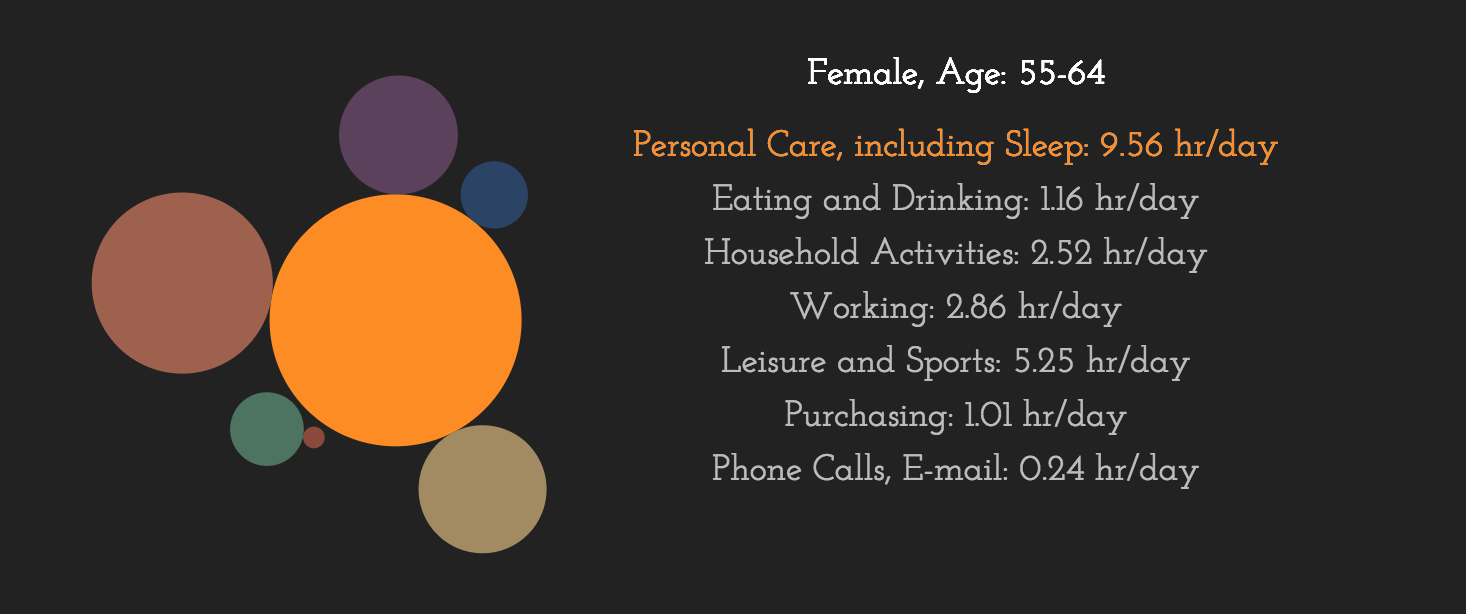 Female, Age: 55-64
Personal Care, including Sleep: 9.56 hr/day
Eating and Drinking: 1.16 hr/day
Household Activities: 2.52 hr/day
Working: 2.86 hr/day
Leisure and Sports: 5.25 hr/day
Purchasing: 1.01 hr/day
Phone Calls, E-mail: 0.24 hr/day